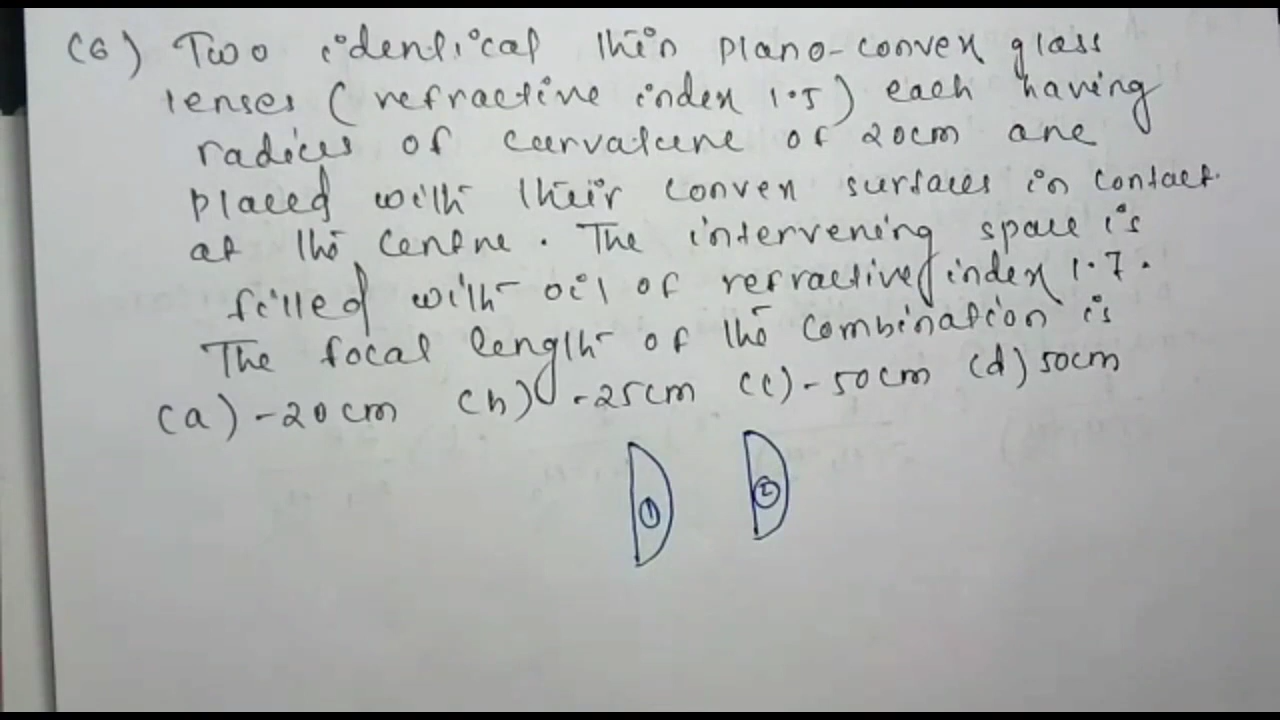 (6) Two identical thin plano-convex glass
lenses (refractive index 1.5) each having
radius of curvature of 20cm are
placed with their convex surfaces in contact
at the centre. The intervening space is
filled with oil of refractive index 1.7.
The focal length of the combination is
(a) -20cm (b) -25cm (c) -50cm (d) 50cm
1 2